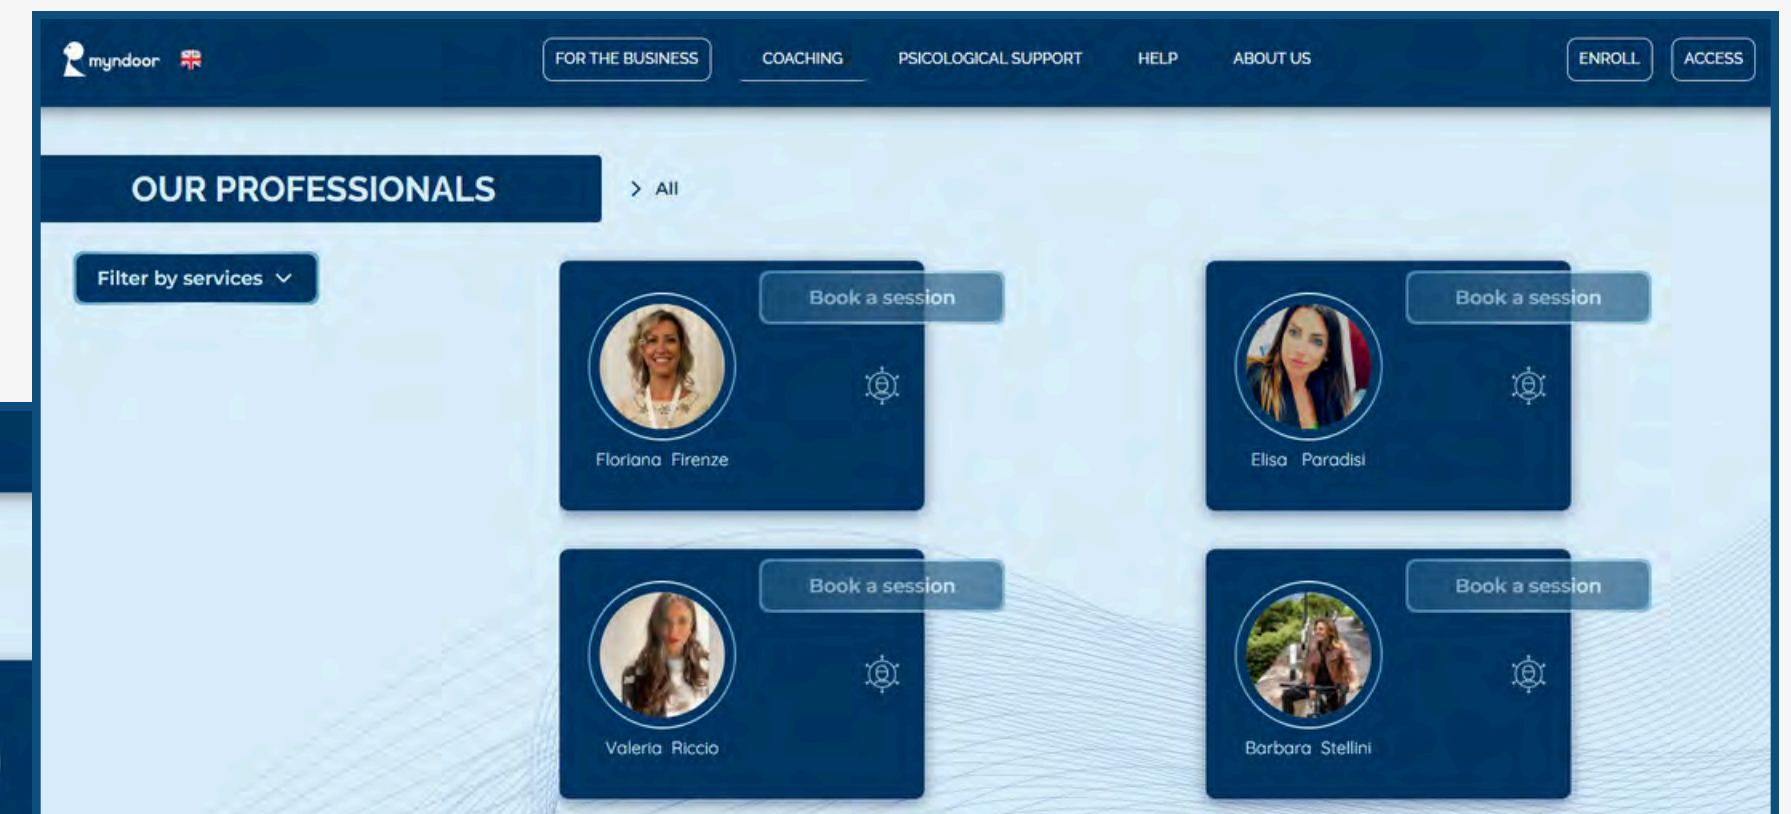 myndoor
FOR THE BUSINESS COACHING PSICOLOGICAL SUPPORT HELP ABOUT US ENROLL ACCESS
OUR PROFESSIONALS
All
Filter by services
Book a session
Floriana Firenze
Book a session
Elisa Paradisi
Book a session
Valeria Riccio
Book a session
Barbara Stellini